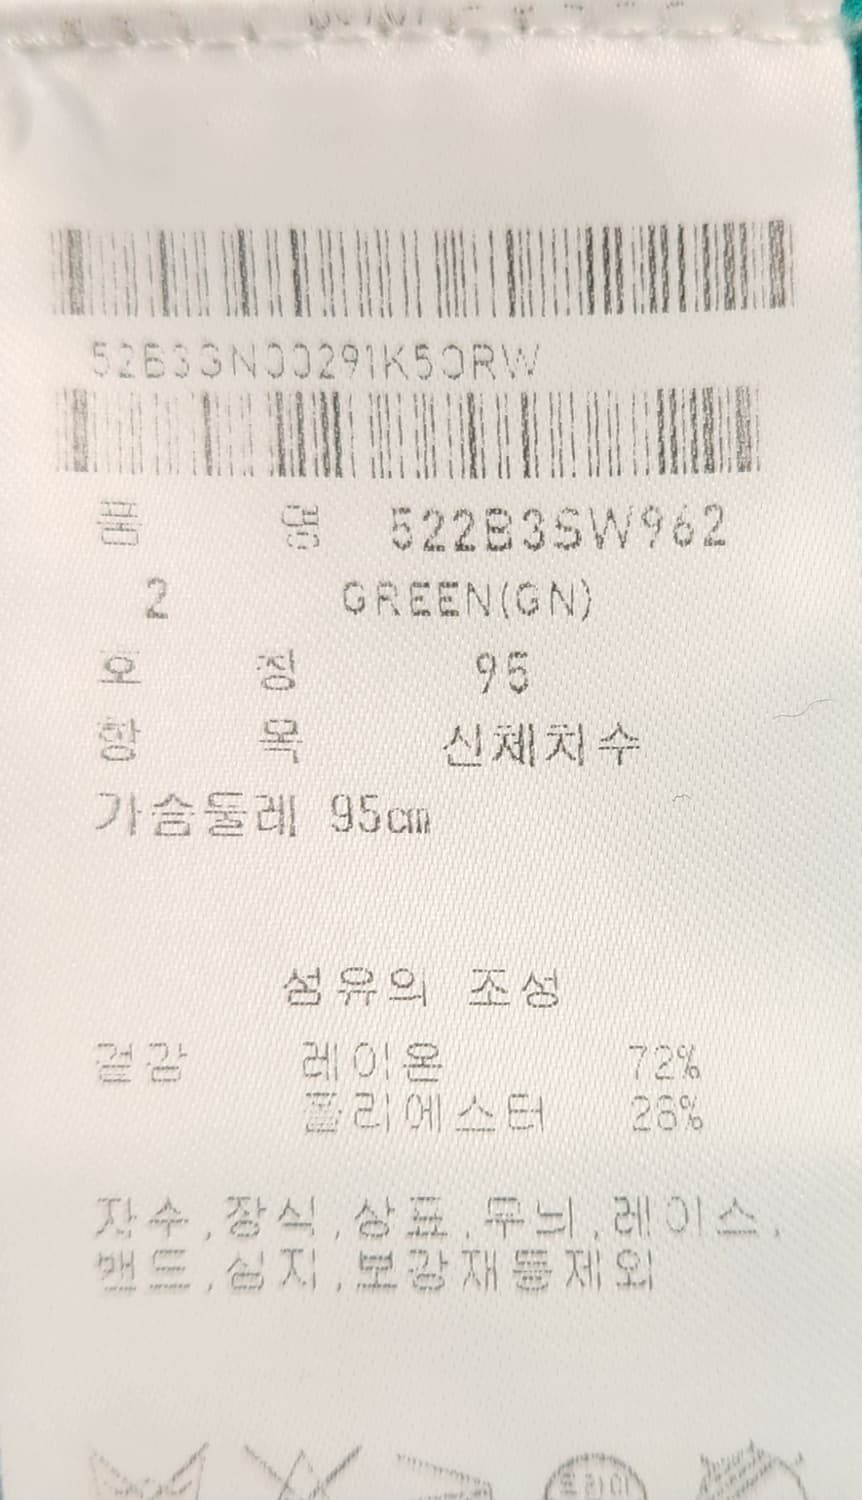 52B3GN00291K50RW
품 명 522B3SW962
2 GREEN(GN)
호 칭 95
항 목 신체치수
가슴둘레 95cm
섬유의 조성
겉감 레이온 72%
폴리에스터 28%
자수,장식,상표,무늬,레이스,
밴드,심지,보강재등제외
드라이